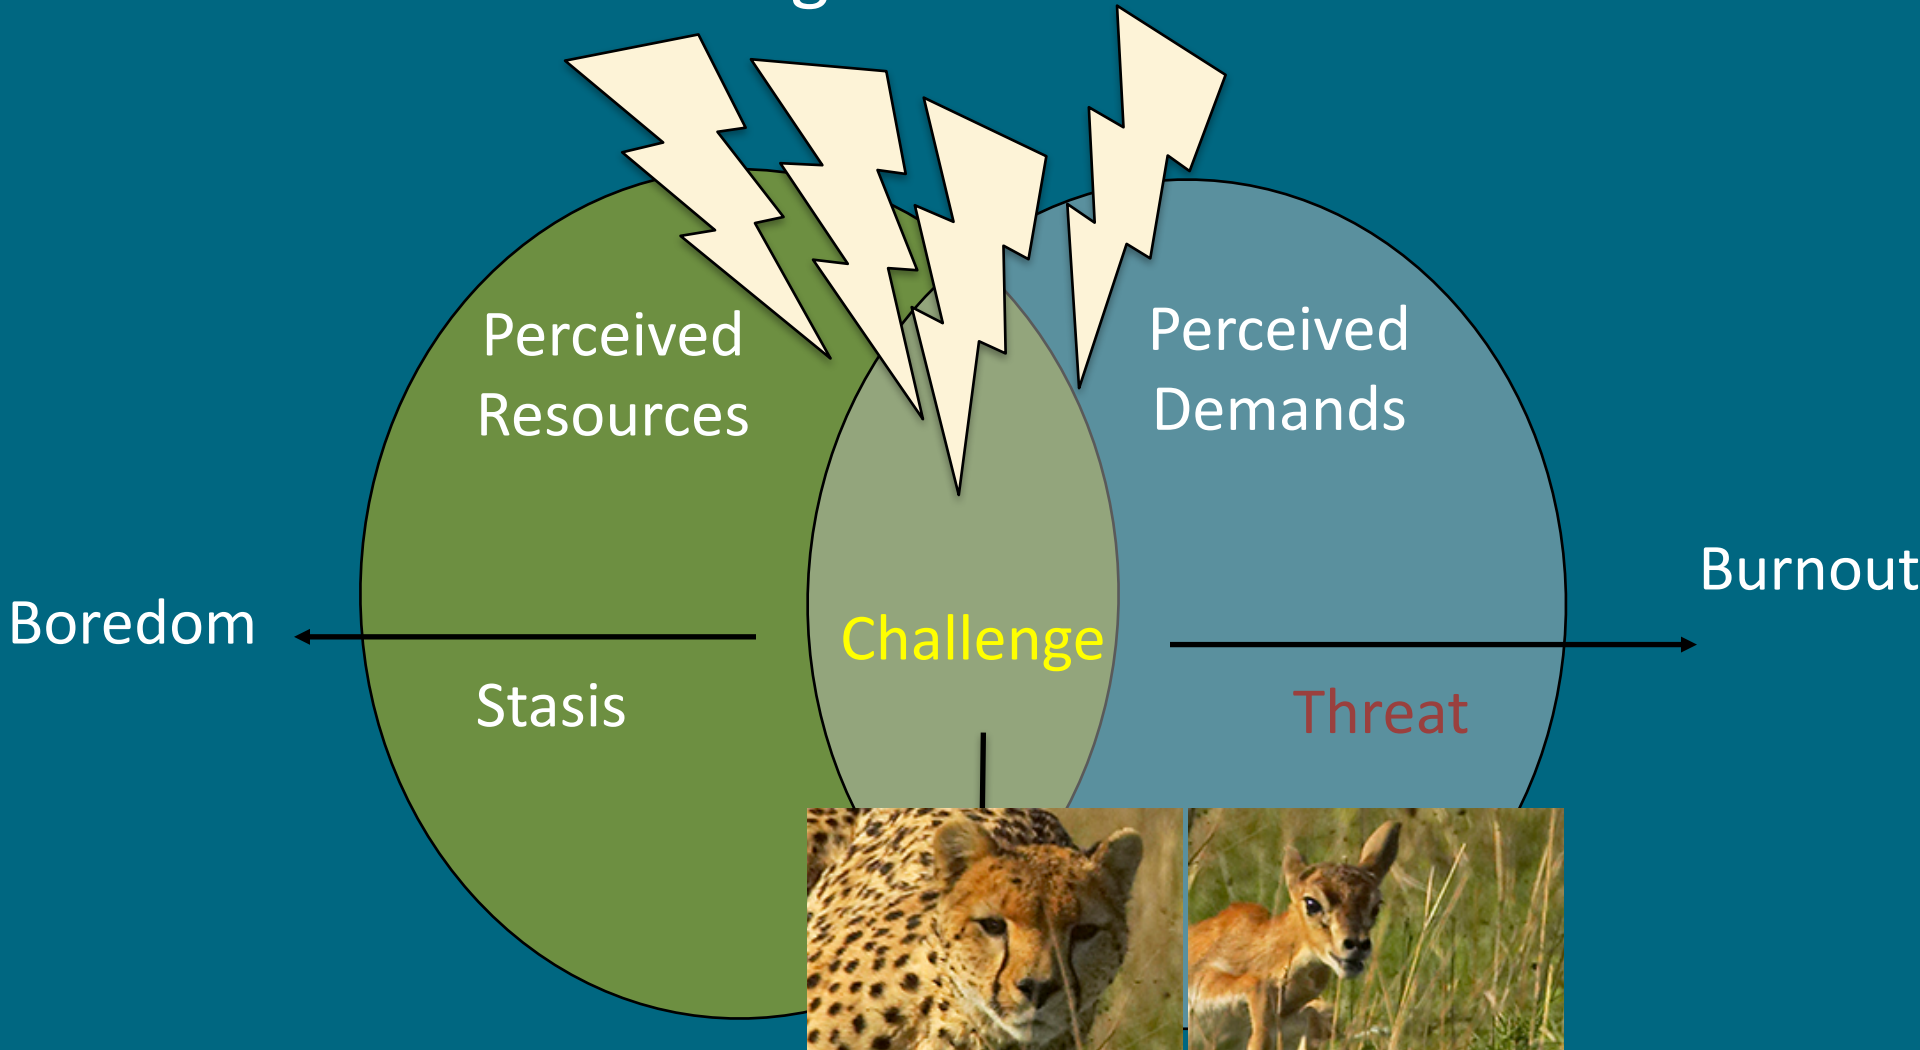 Perceived
Resources
Perceived
Demands
Boredom
Challenge
Burnout
Stasis
Threat